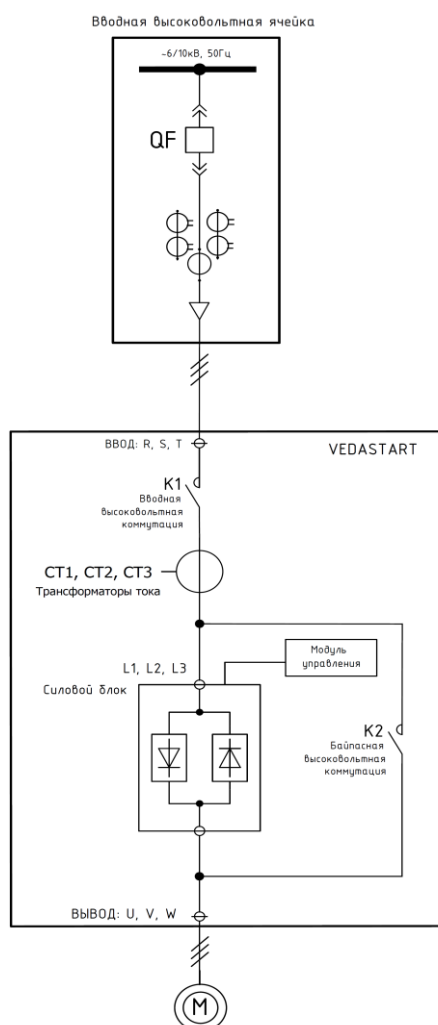 Вводная высоковольтная ячейка
~6/10кВ, 50Гц
QF
ВВОД: R, S, T
VEDASTART
K1
Вводная
высоковольтная
коммутация
CT1, CT2, CT3
Трансформаторы тока
Модуль
управления
L1, L2, L3
Силовой блок
K2
Байпасная
высоковольтная
коммутация
ВЫВОД: U, V, W
M